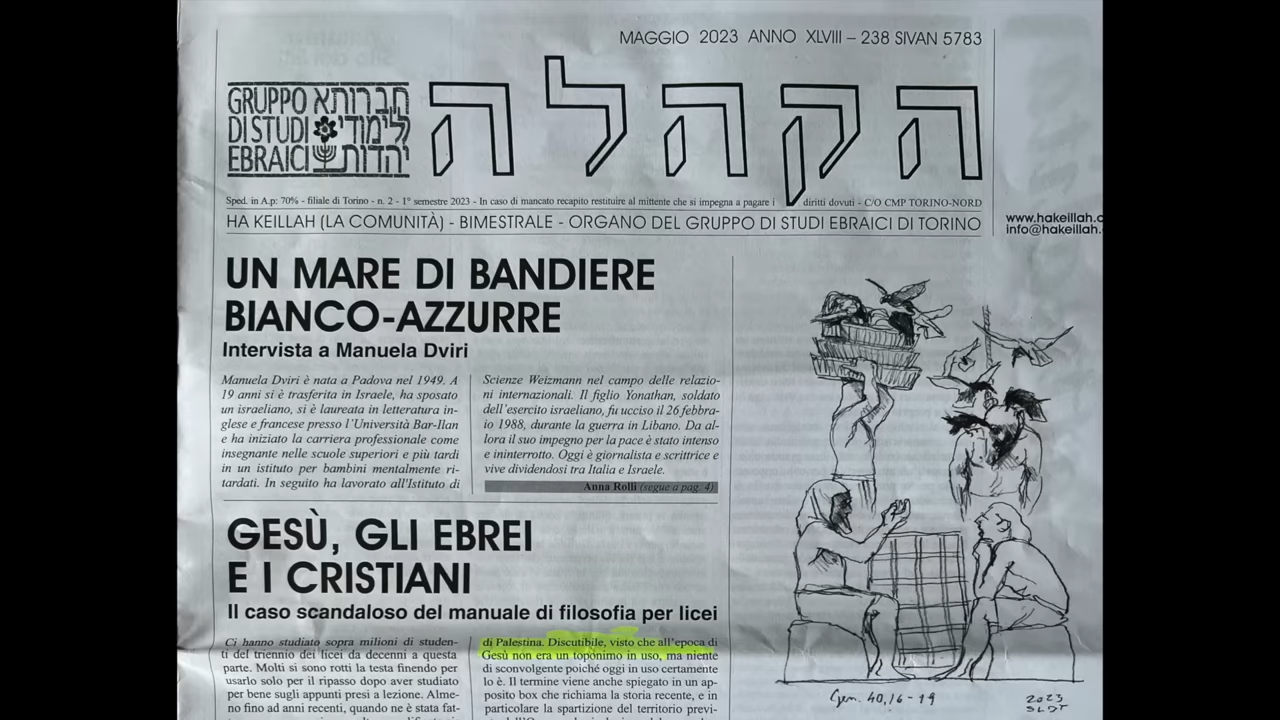 MAGGIO 2023 ANNO XLVIII – 238 SIVAN 5783
GRUPPO חברותא
DI STUDI לימודי
EBRAICI יהדות
הקהלה
Sped. in A.p: 70% - filiale di Torino - n. 2 - 1° semestre 2023 - In caso di mancato recapito restituire al mittente che si impegna a pagare i diritti dovuti - C/O CMP TORINO-NORD
HA KEILLAH (LA COMUNITÀ) - BIMESTRALE - ORGANO DEL GRUPPO DI STUDI EBRAICI DI TORINO
www.hakeillah.c
info@hakeillah.
UN MARE DI BANDIERE
BIANCO-AZZURRE
Intervista a Manuela Dviri
Manuela Dviri è nata a Padova nel 1949. A
19 anni si è trasferita in Israele, ha sposato
un israeliano, si è laureata in letteratura in-
glese e francese presso l'Università Bar-Ilan
e ha iniziato la carriera professionale come
insegnante nelle scuole superiori e più tardi
in un istituto per bambini mentalmente ri-
tardati. In seguito ha lavorato all'Istituto di
Scienze Weizmann nel campo delle relazio-
ni internazionali. Il figlio Yonathan, soldato
dell'esercito israeliano, fu ucciso il 26 febbra-
io 1988, durante la guerra in Libano. Da al-
lora il suo impegno per la pace è stato intenso
e ininterrotto. Oggi è giornalista e scrittrice e
vive dividendosi tra Italia e Israele.
Anna Rolli (segue a pag. 4)
GESÙ, GLI EBREI
E I CRISTIANI
Il caso scandaloso del manuale di filosofia per licei
Ci hanno studiato sopra milioni di studen-
ti del triennio dei licei da decenni a questa
parte. Molti si sono rotti la testa finendo per
usarlo solo per il ripasso dopo aver studiato
per bene sugli appunti presi a lezione. Alme-
no fino ad anni recenti, quando ne è stata fat-
di Palestina. Discutibile, visto che all'epoca di
Gesù non era un toponimo in uso, ma niente
di sconvolgente poiché oggi in uso certamente
lo è. Il termine viene anche spiegato in un ap-
posito box che richiama la storia recente, e in
particolare la spartizione del territorio previ-
Gen. 40,16-19
2023